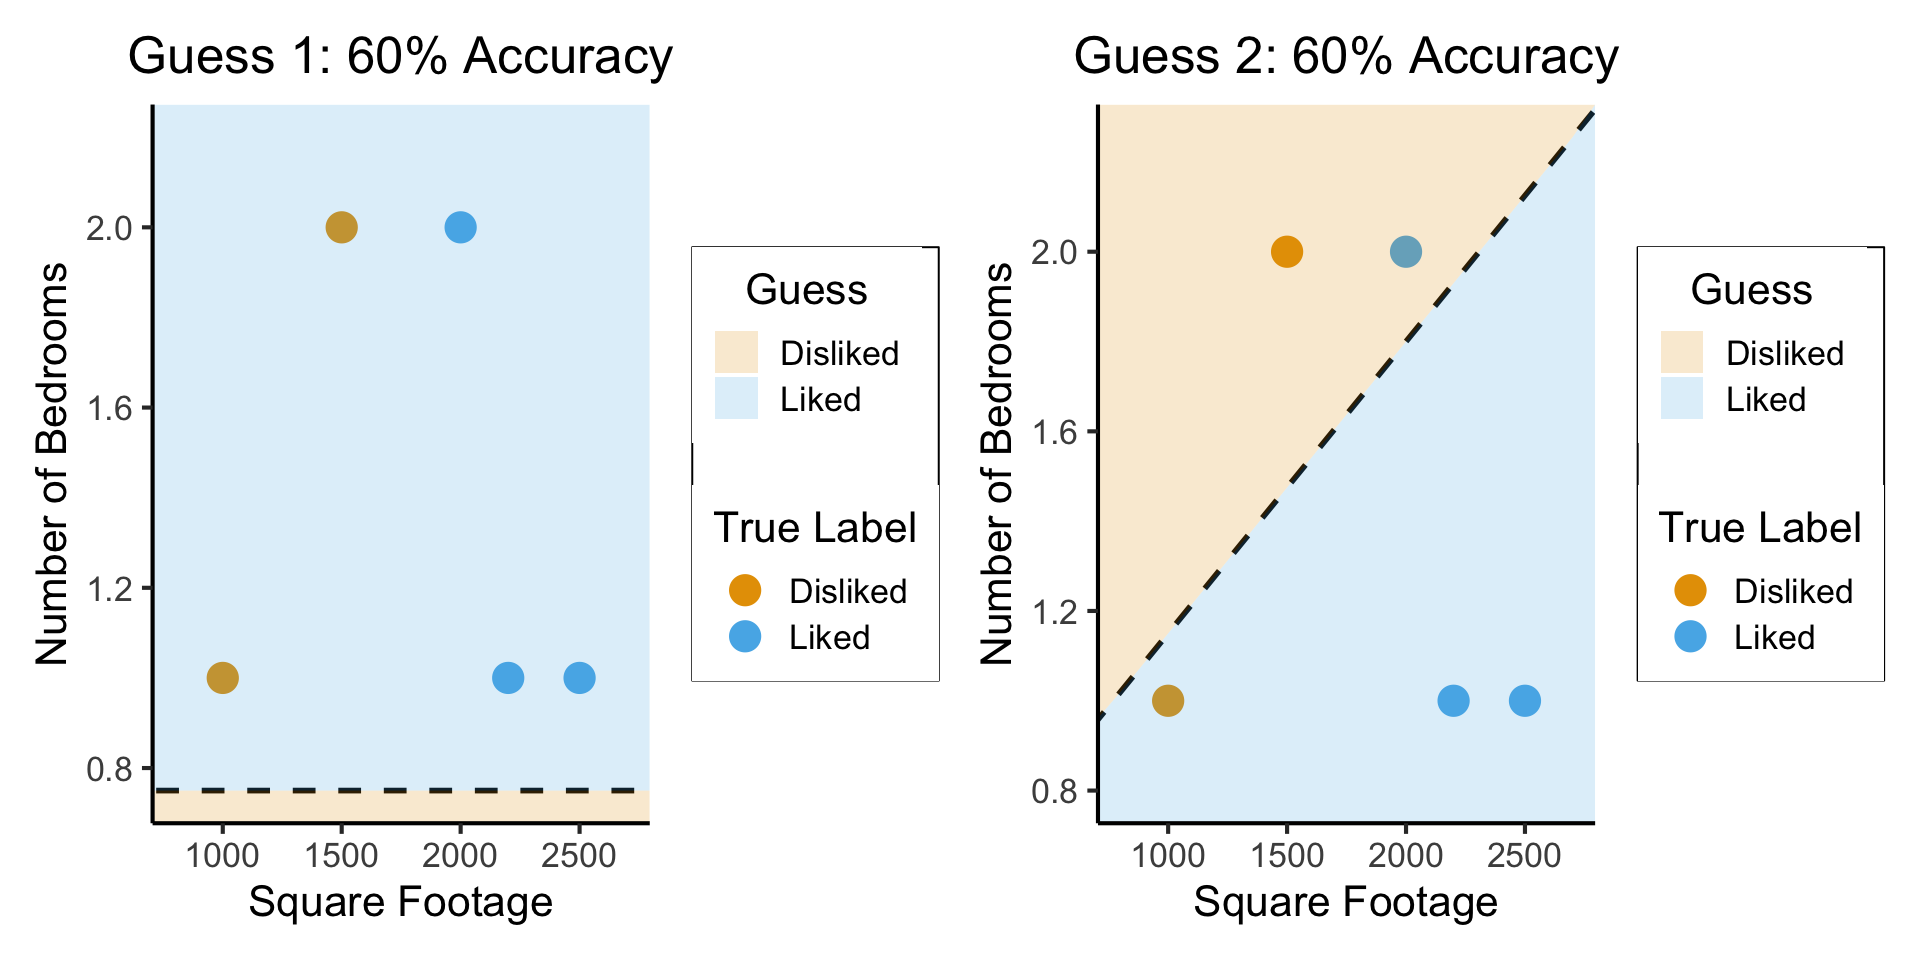 Guess 1: 60% Accuracy
Number of Bedrooms
2.0
1.6
1.2
0.8
1000 1500 2000 2500
Square Footage
Guess
Disliked
Liked
True Label
Disliked
Liked
Guess 2: 60% Accuracy
Number of Bedrooms
2.0
1.6
1.2
0.8
1000 1500 2000 2500
Square Footage
Guess
Disliked
Liked
True Label
Disliked
Liked